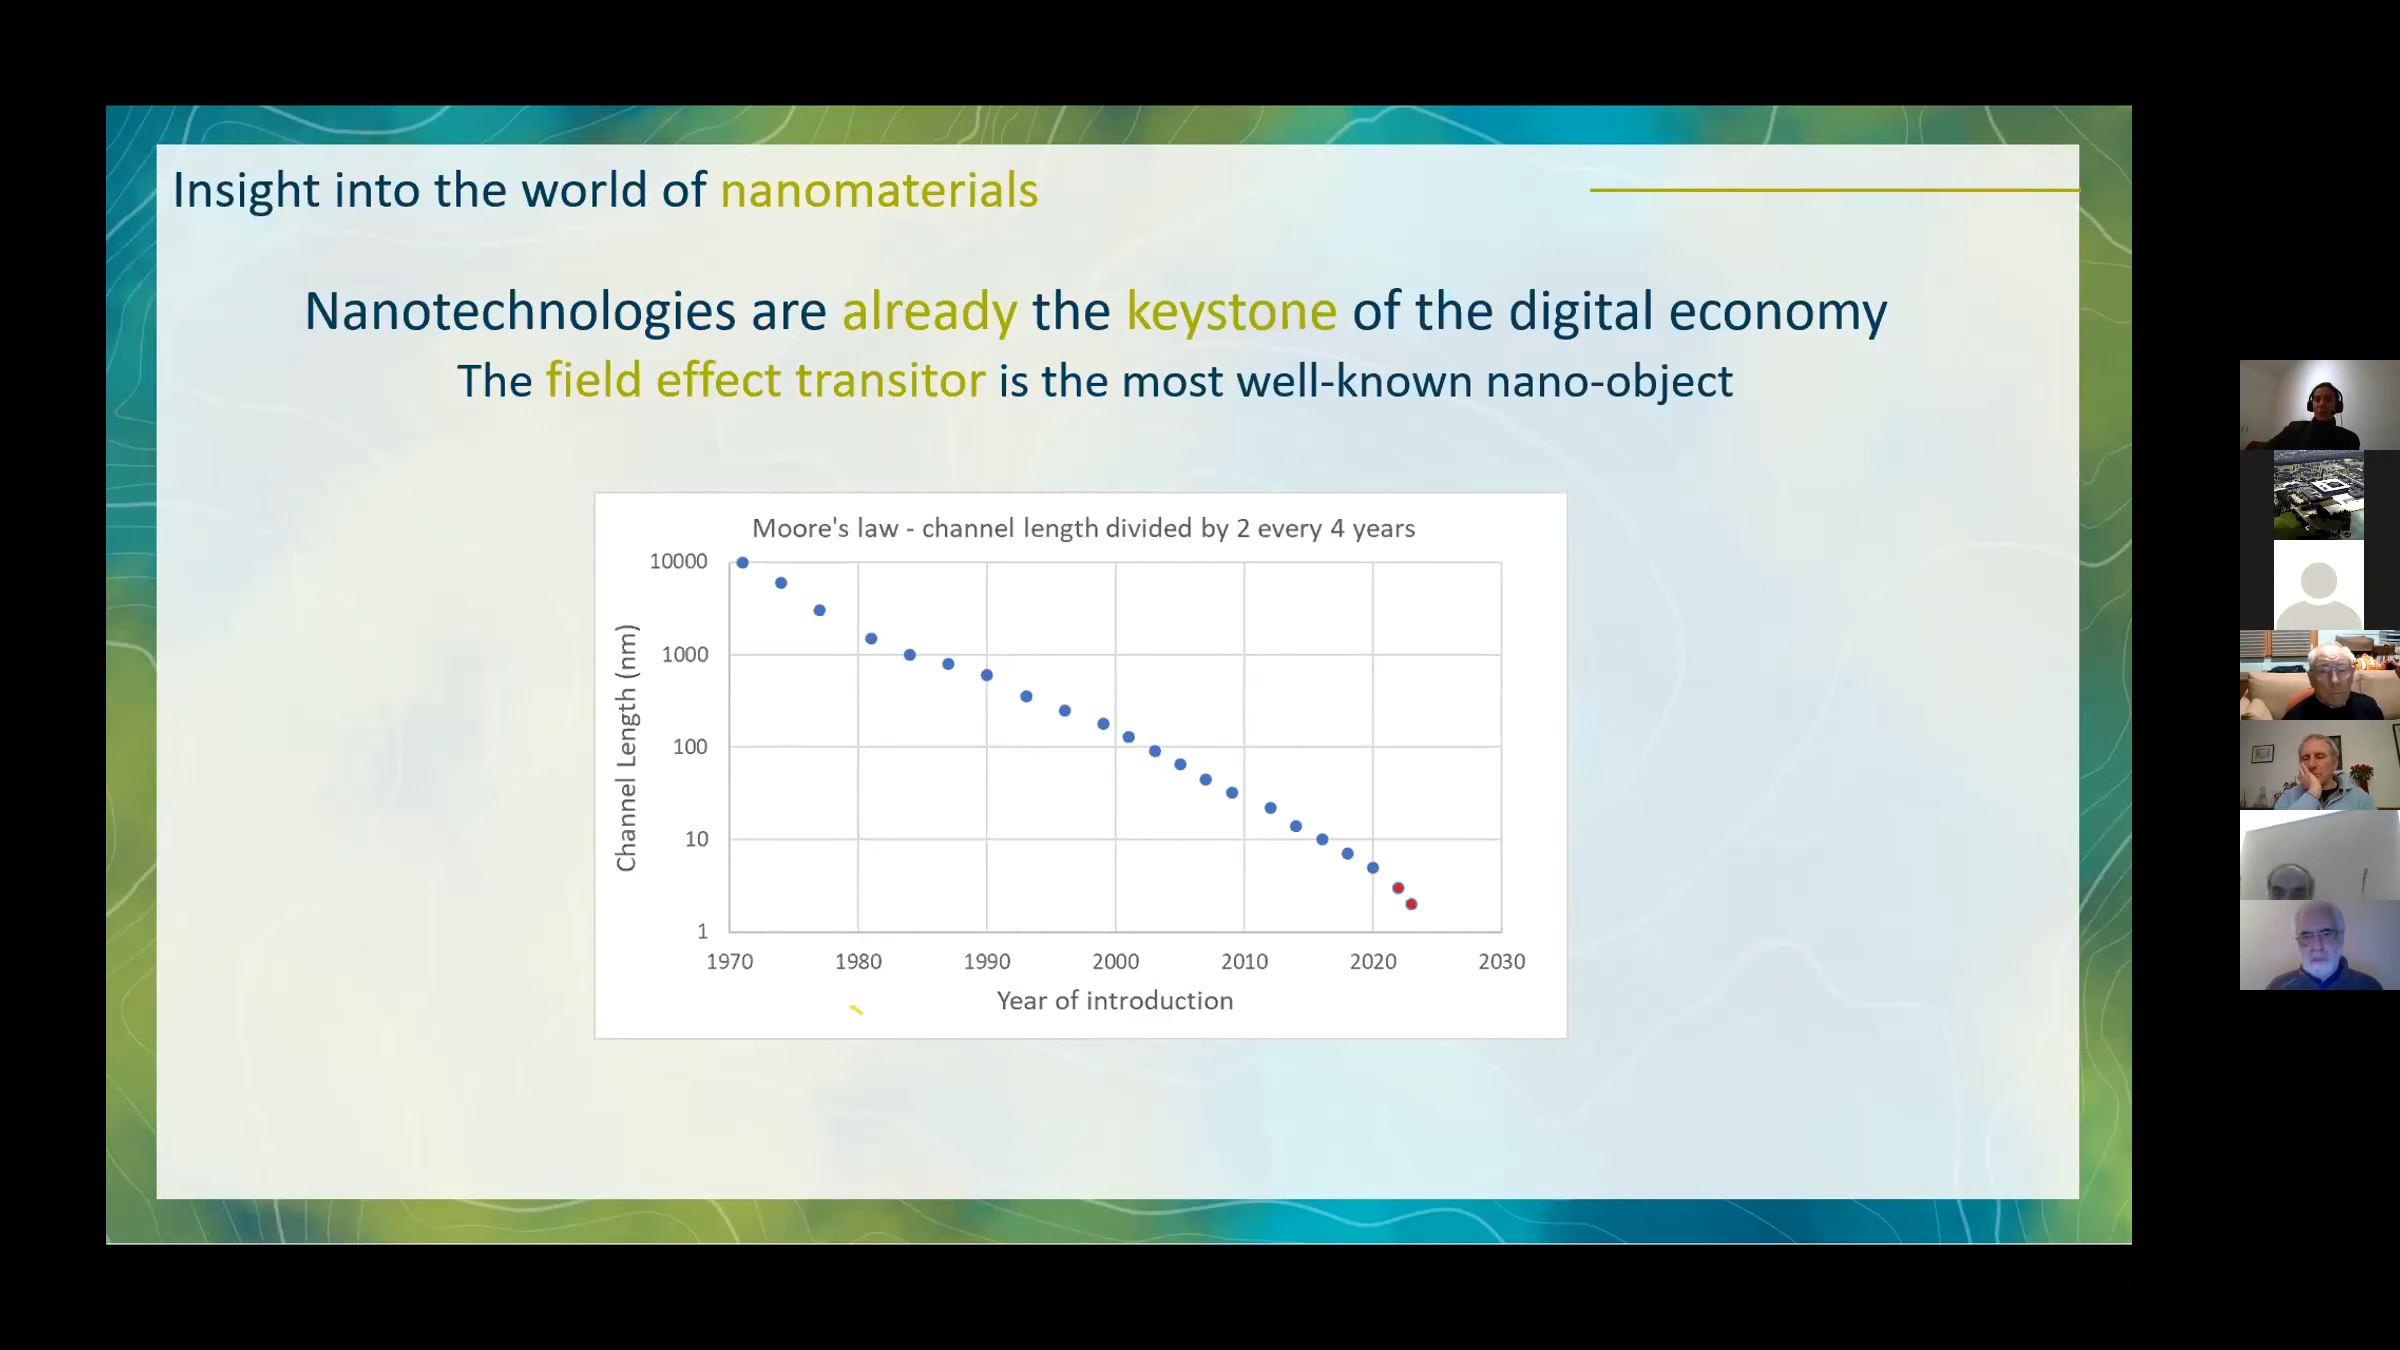 Insight into the world of nanomaterials
Nanotechnologies are already the keystone of the digital economy
The field effect transitor is the most well-known nano-object
Moore's law - channel length divided by 2 every 4 years
10000
1000
100
10
1
Channel Length (nm)
1970 1980 1990 2000 2010 2020 2030
Year of introduction